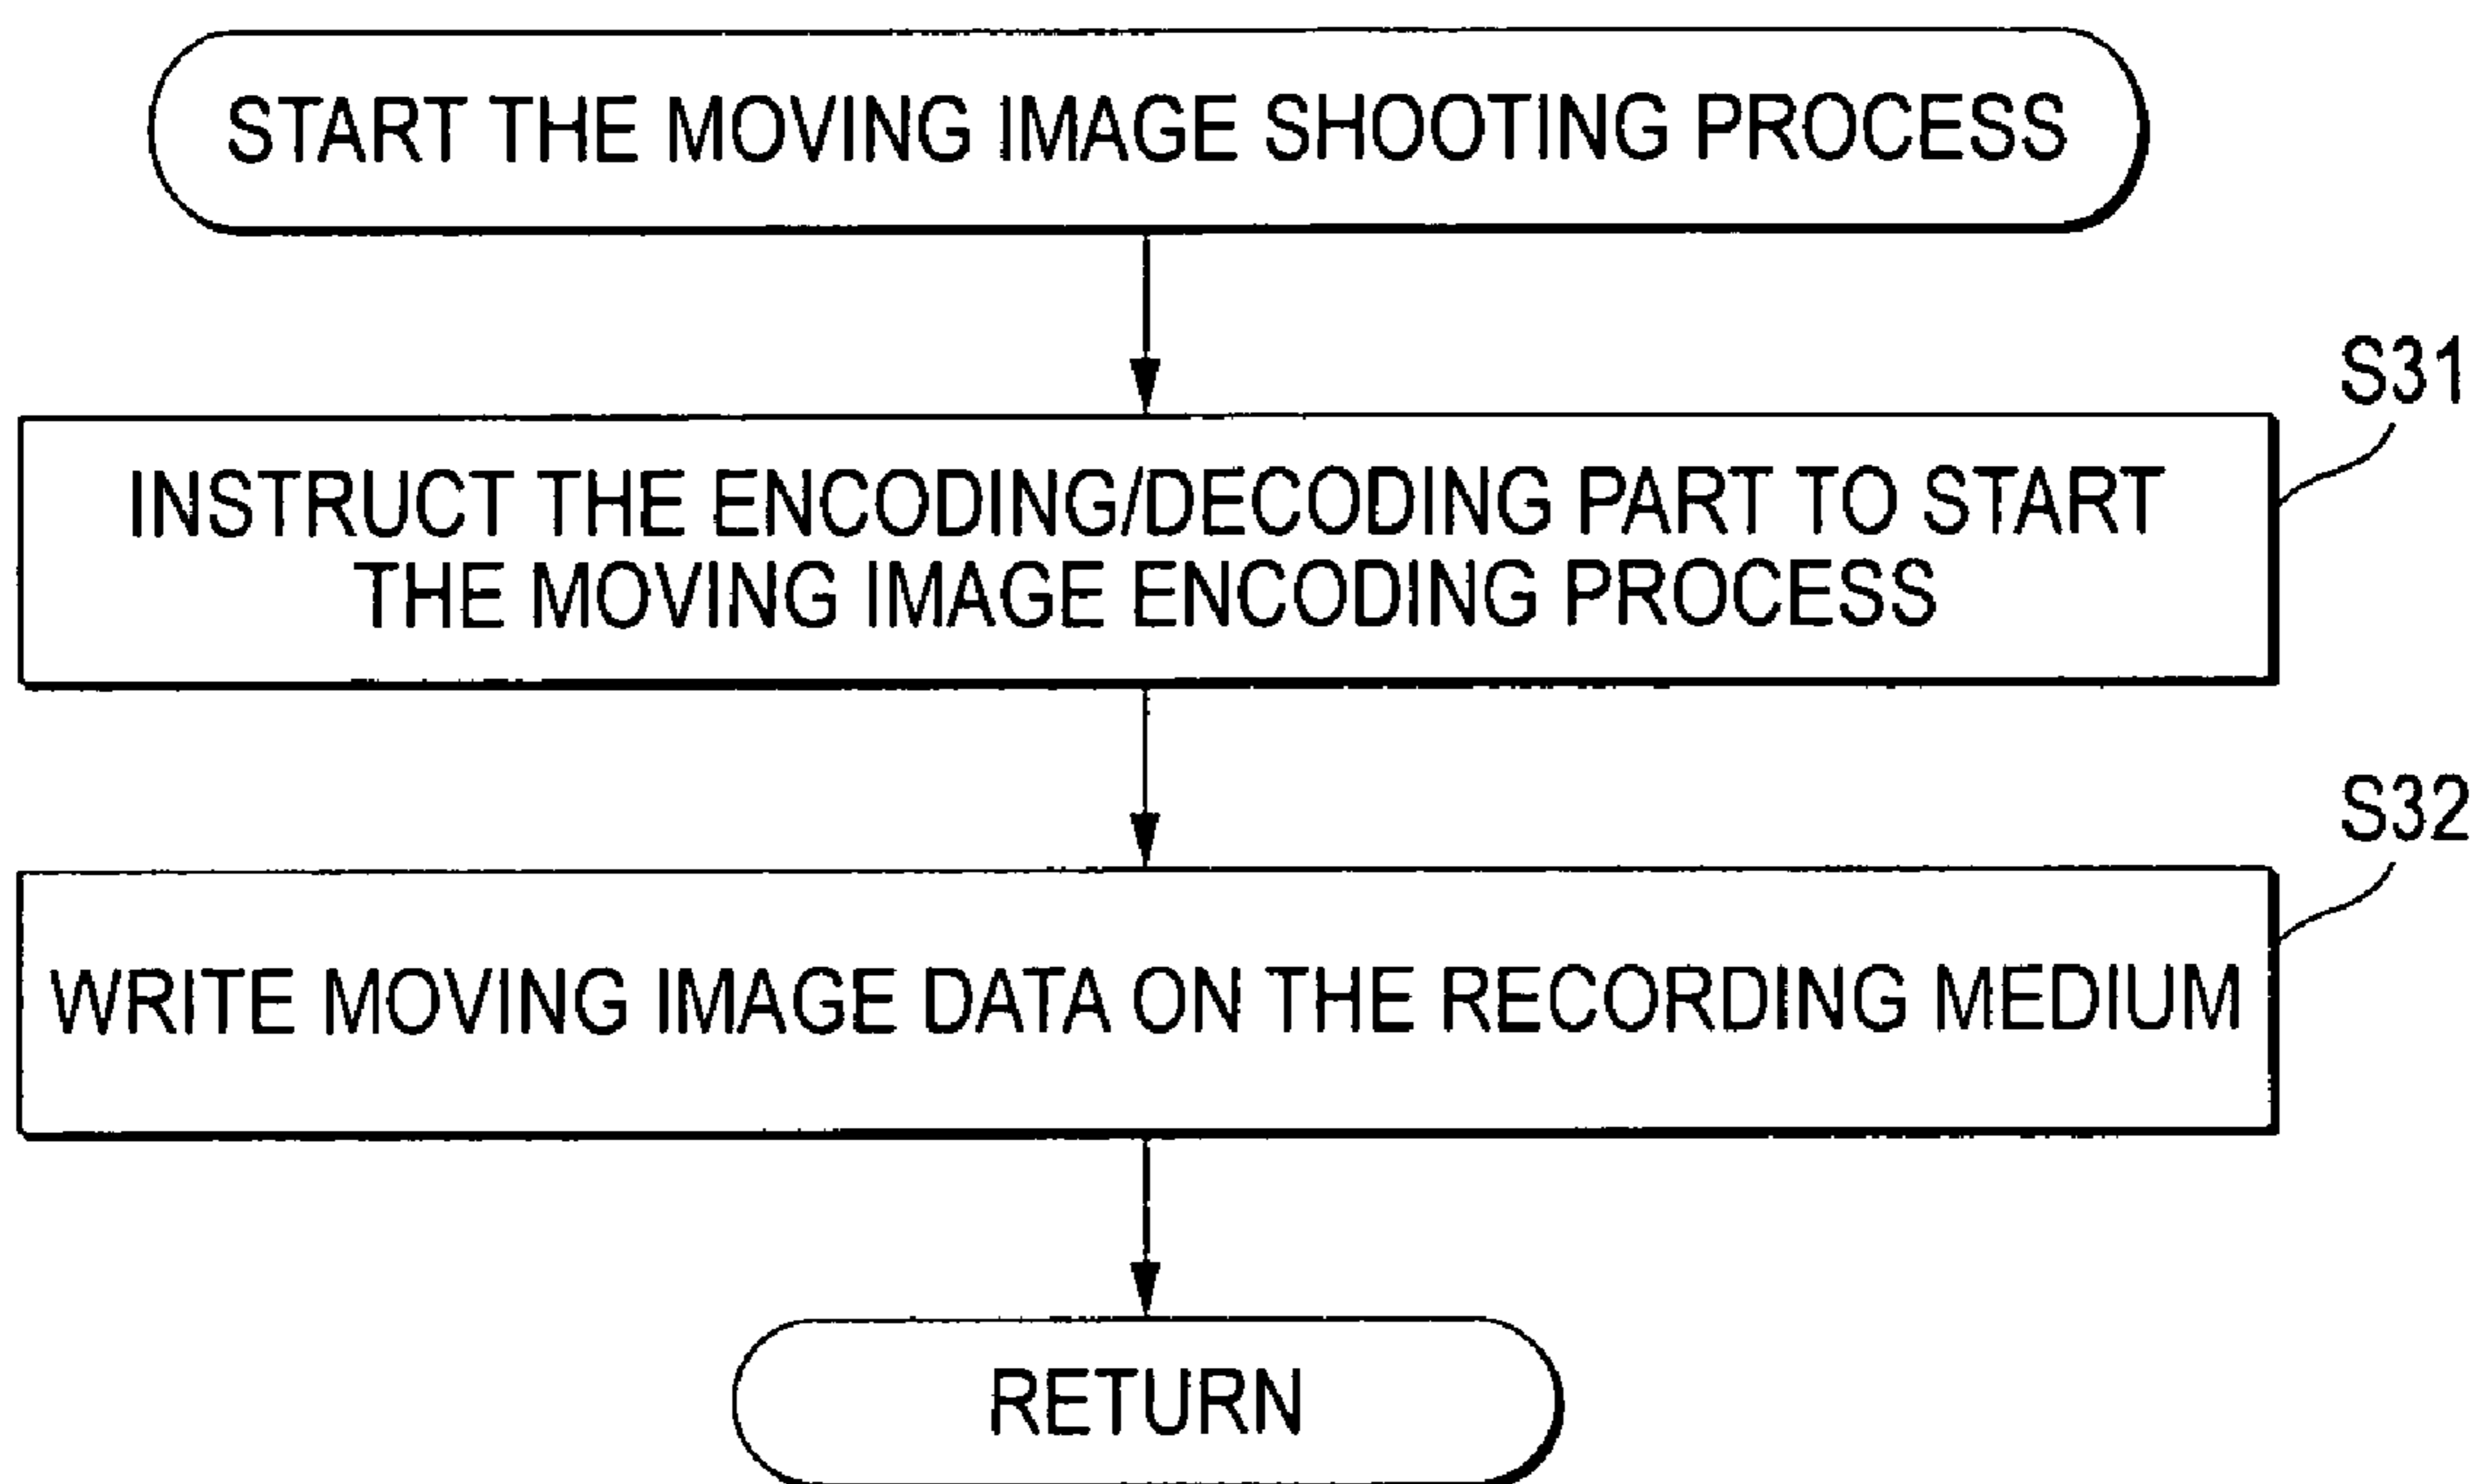 START THE MOVING IMAGE SHOOTING PROCESS
S31
INSTRUCT THE ENCODING/DECODING PART TO START
THE MOVING IMAGE ENCODING PROCESS
S32
WRITE MOVING IMAGE DATA ON THE RECORDING MEDIUM
RETURN